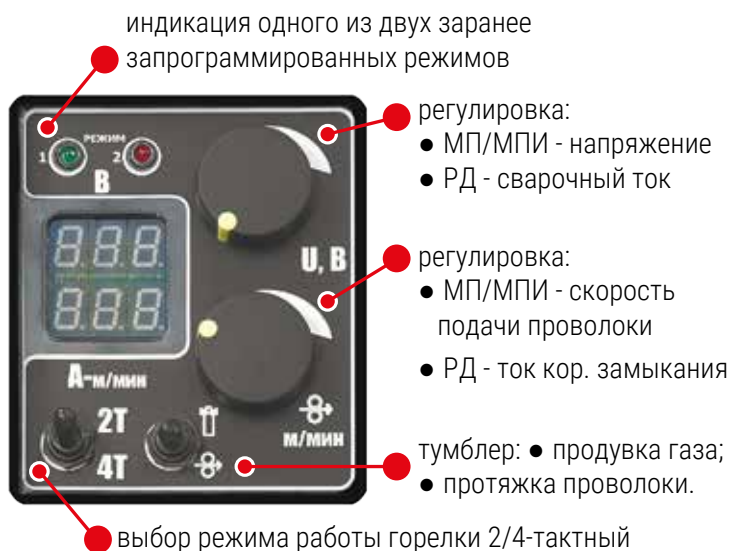 индикация одного из двух заранее
запрограммированных режимов
РЕЖИМ
1
2
В
888
888
U, В
А-м/мин
2Т
4Т
м/мин
регулировка:
● МП/МПИ - напряжение
● РД - сварочный ток
регулировка:
● МП/МПИ - скорость
подачи проволоки
● РД - ток кор. замыкания
тумблер: ● продувка газа;
● протяжка проволоки.
выбор режима работы горелки 2/4-тактный